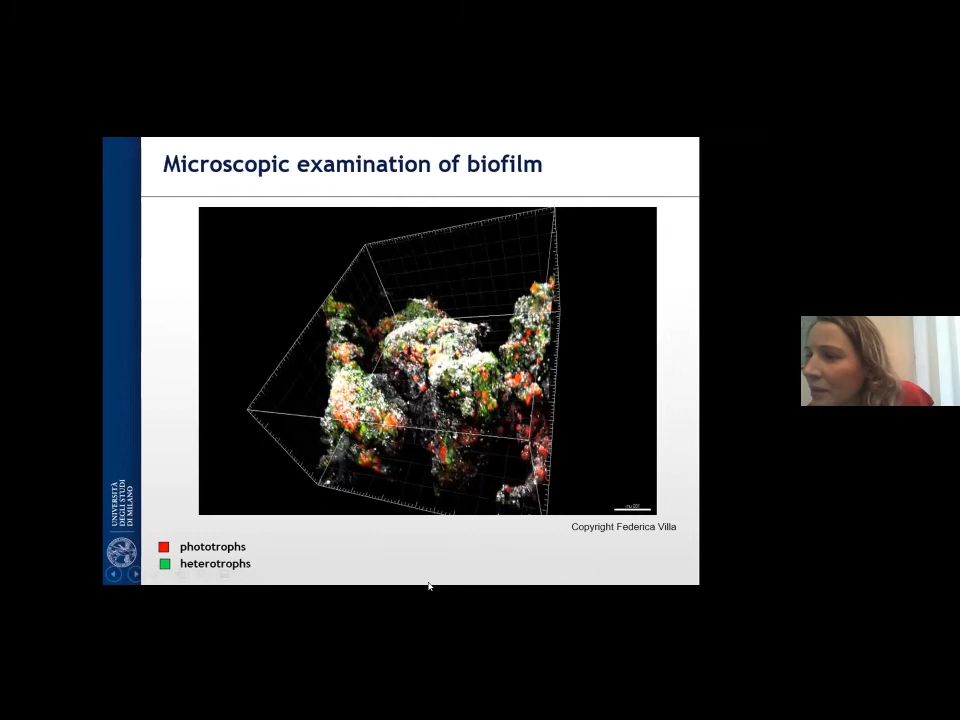 Microscopic examination of biofilm
Copyright Federica Villa
UNIVERSITÀ
DEGLI STUDI
DI MILANO
phototrophs
heterotrophs